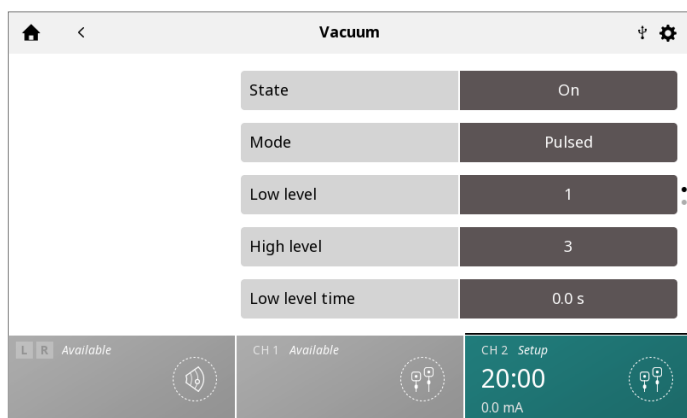 Vacuum
State On
Mode Pulsed
Low level 1
High level 3
Low level time 0.0 s
L R Available
CH 1 Available
CH 2 Setup
20:00
0.0 mA